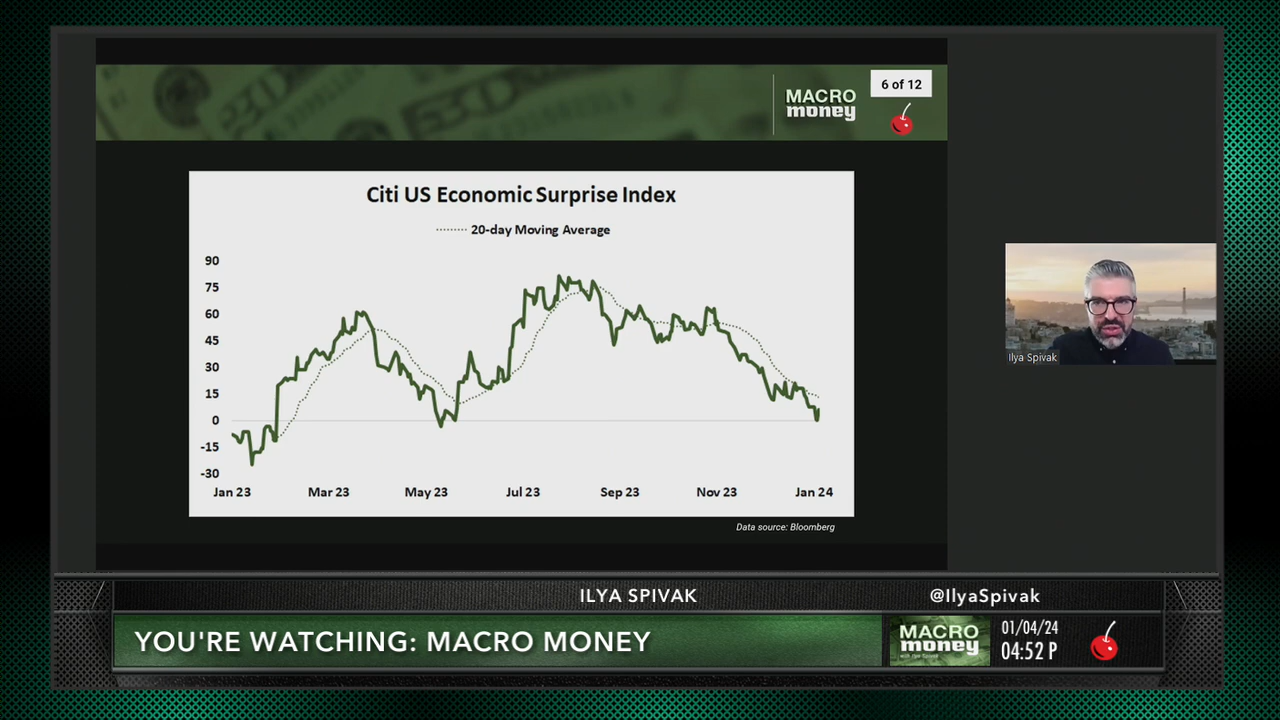 MACRO
money
6 of 12
Citi US Economic Surprise Index
20-day Moving Average
90
75
60
45
30
15
0
-15
-30
Jan 23 Mar 23 May 23 Jul 23 Sep 23 Nov 23 Jan 24
Data source: Bloomberg
Ilya Spivak
ILYA SPIVAK
@IlyaSpivak
YOU'RE WATCHING: MACRO MONEY
MACRO
money
with Ilya Spivak
01/04/24
04:52 P